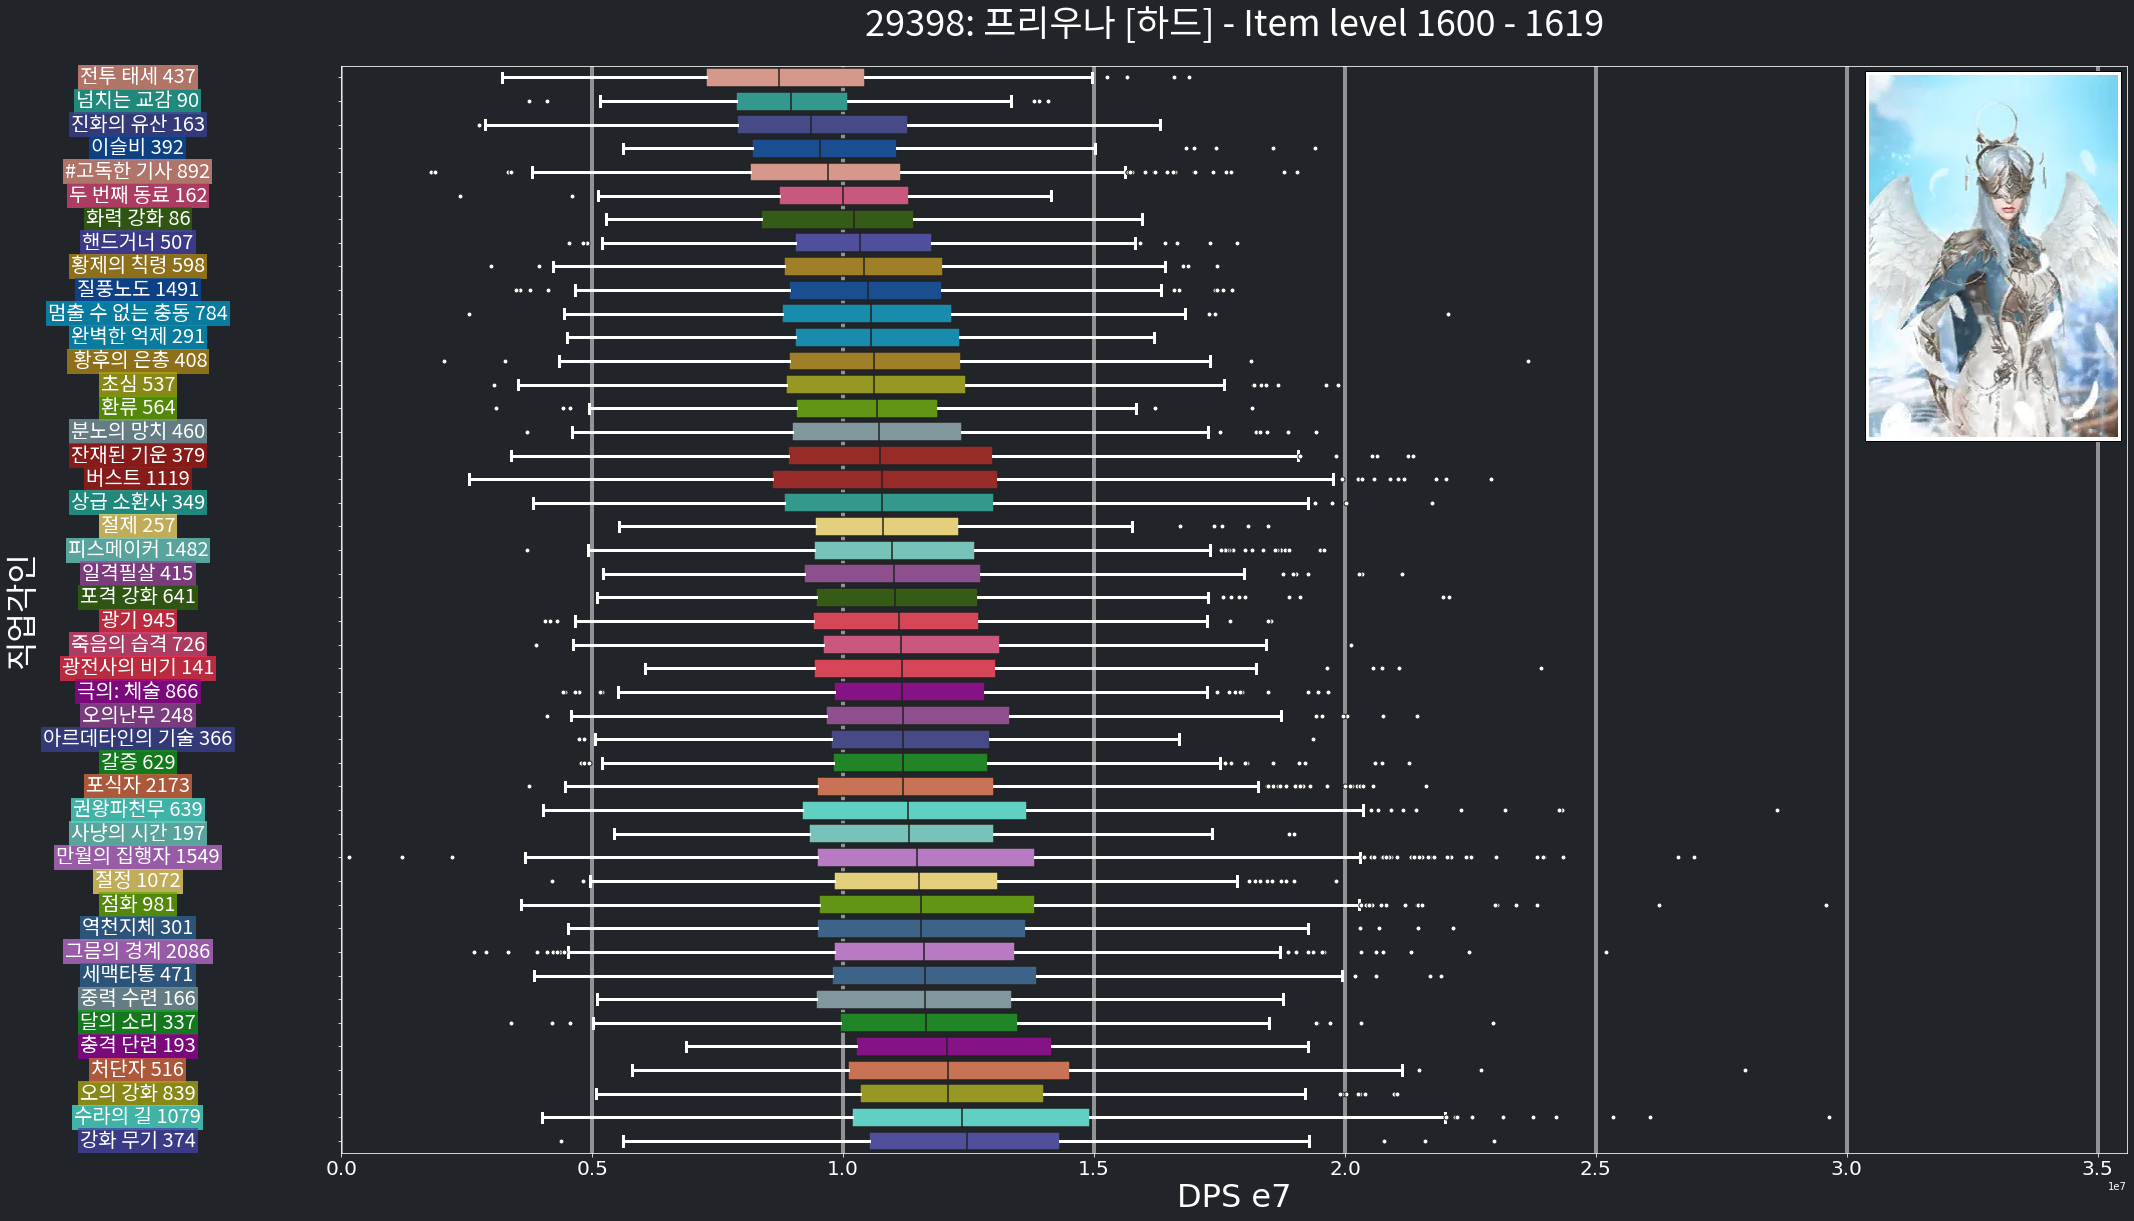 29398: 프리우나 [하드] - Item level 1600 - 1619
전투 태세 437
넘치는 교감 90
진화의 유산 163
이슬비 392
#고독한 기사 892
두 번째 동료 162
화력 강화 86
핸드거너 507
황제의 칙령 598
질풍노도 1491
멈출 수 없는 충동 784
완벽한 억제 291
황후의 은총 408
초심 537
환류 564
분노의 망치 460
잔재된 기운 379
버스트 1119
상급 소환사 349
절제 257
피스메이커 1482
일격필살 415
포격 강화 641
광기 945
죽음의 습격 726
광전사의 비기 141
극의: 체술 866
오의난무 248
아르데타인의 기술 366
갈증 629
포식자 2173
권왕파천무 639
사냥의 시간 197
만월의 집행자 1549
절정 1072
점화 981
역천지체 301
그믐의 경계 2086
세맥타통 471
중력 수련 166
달의 소리 337
충격 단련 193
처단자 516
오의 강화 839
수라의 길 1079
강화 무기 374
직업각인
0.0 0.5 1.0 1.5 2.0 2.5 3.0 3.5
1e7
DPS e7